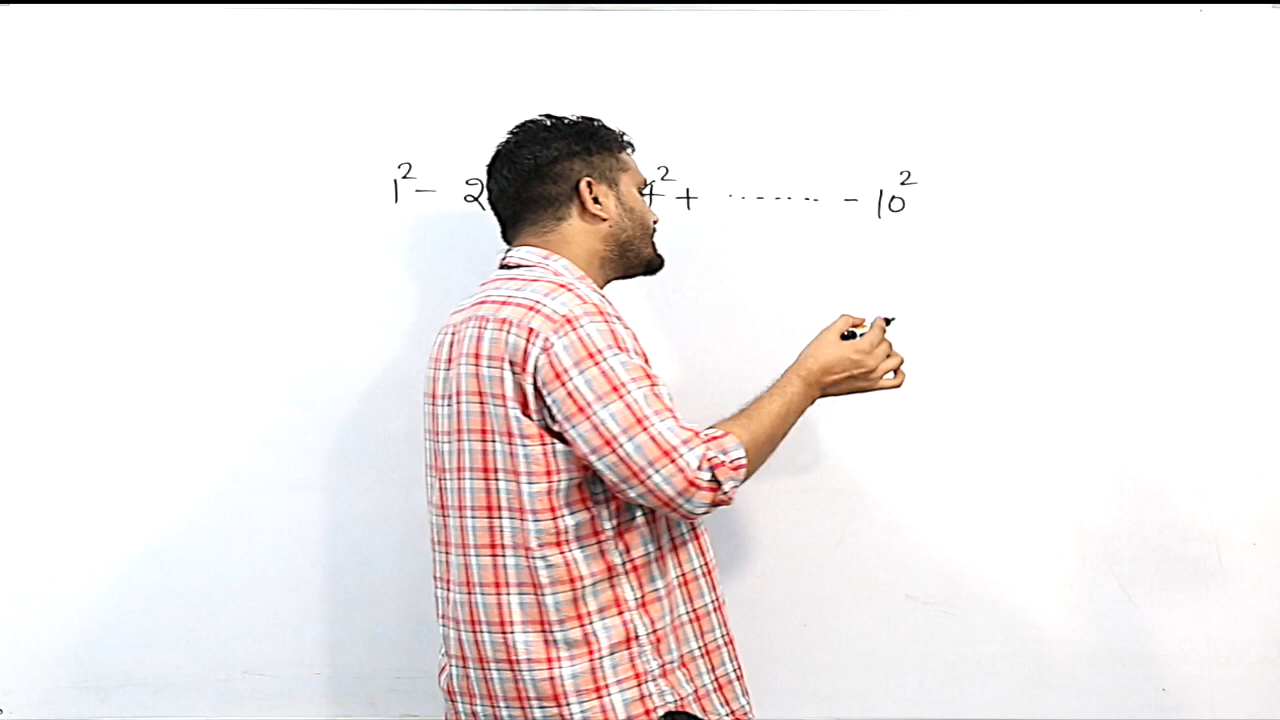 1² - 2 4² + ........ - 10²